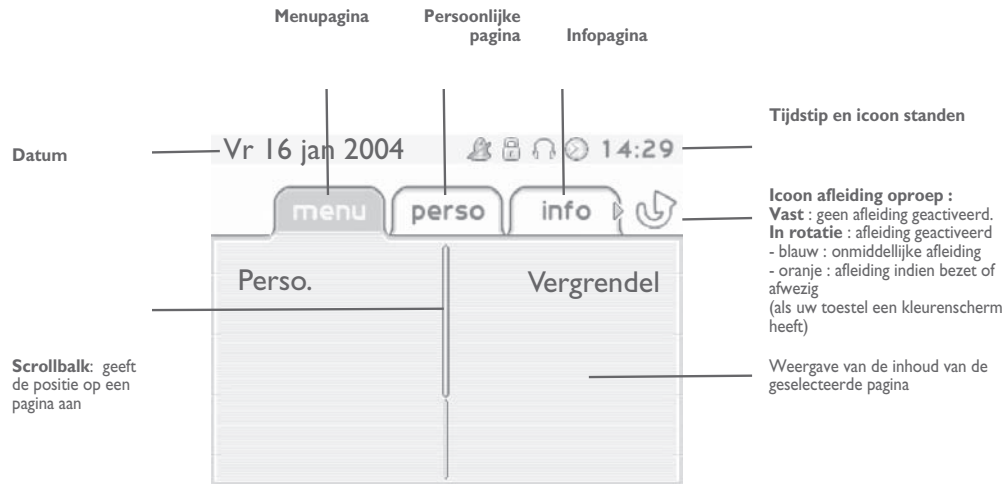 Menupagina
Persoonlijke
pagina
Infopagina
Datum
Vr 16 jan 2004
14:29
Tijdstip en icoon standen
menu
perso
info
Icoon afleiding oproep :
Vast : geen afleiding geactiveerd.
In rotatie : afleiding geactiveerd
- blauw : onmiddellijke afleiding
- oranje : afleiding indien bezet of
afwezig
(als uw toestel een kleurenscherm
heeft)
Perso.
Vergrendel
Scrollbalk: geeft
de positie op een
pagina aan
Weergave van de inhoud van de
geselecteerde pagina